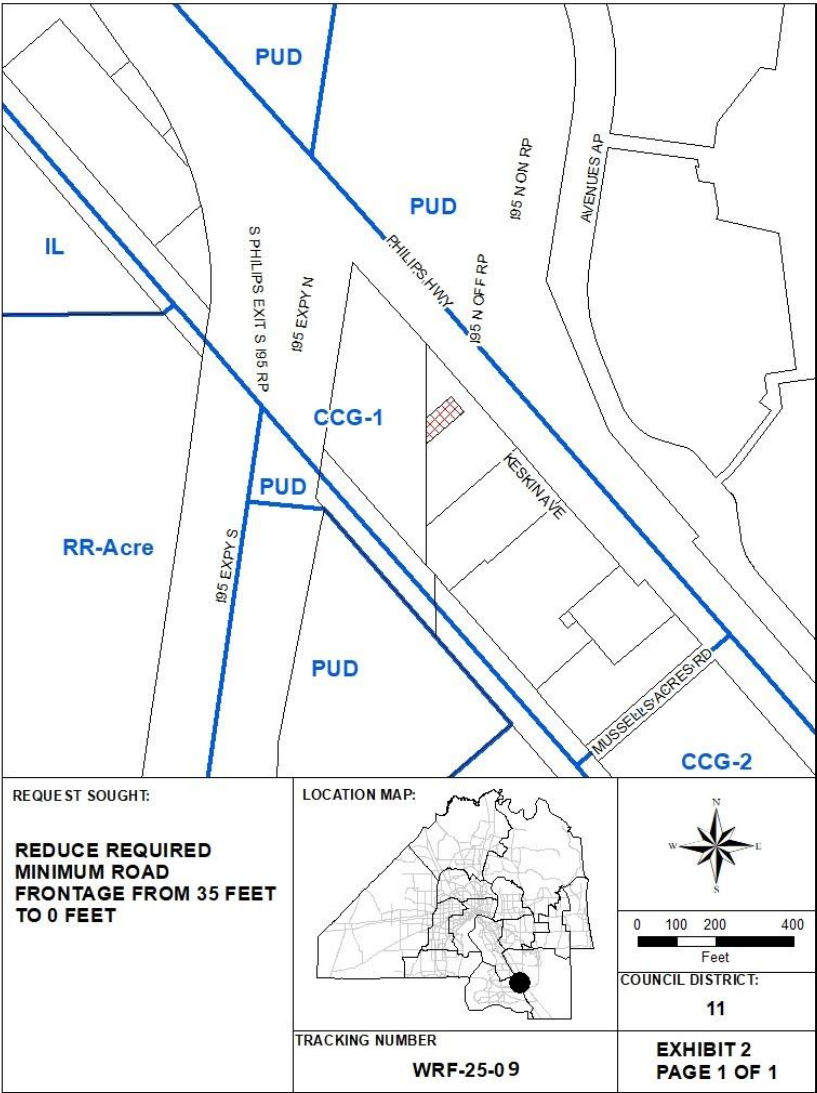 PUD
PUD
I95 N ON RP
AVENUES AP
IL
S PHILIPS EXIT S I95 RP
I95 EXPY N
PHILIPS HWY
I95 N OFF RP
CCG-1
PUD
KESKIN AVE
RR-Acre
I95 EXPY S
PUD
MUSSELLS ACRES RD
CCG-2
REQUEST SOUGHT:
REDUCE REQUIRED
MINIMUM ROAD
FRONTAGE FROM 35 FEET
TO 0 FEET
LOCATION MAP:
N
W
E
S
0 100 200 400
Feet
COUNCIL DISTRICT:
11
TRACKING NUMBER
WRF-25-09
EXHIBIT 2
PAGE 1 OF 1